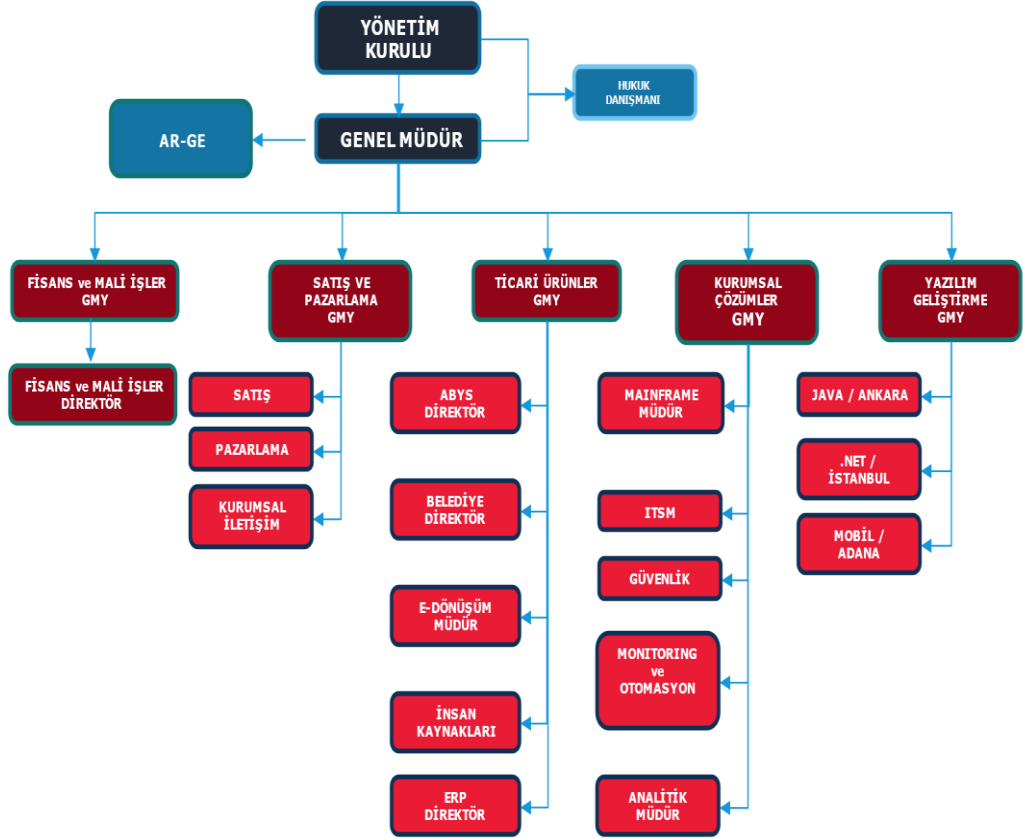 YÖNETİM
KURULU
HUKUK
DANIŞMANI
AR-GE
GENEL MÜDÜR
FİSANS ve MALİ İŞLER
GMY
SATIŞ VE
PAZARLAMA
GMY
TİCARİ ÜRÜNLER
GMY
KURUMSAL
ÇÖZÜMLER
GMY
YAZILIM
GELİŞTİRME
GMY
FİSANS ve MALİ İŞLER
DİREKTÖR
SATIŞ
PAZARLAMA
KURUMSAL
İLETİŞİM
ABYS
DİREKTÖR
BELEDİYE
DİREKTÖR
E-DÖNÜŞÜM
MÜDÜR
İNSAN
KAYNAKLARI
ERP
DİREKTÖR
MAINFRAME
MÜDÜR
ITSM
GÜVENLİK
MONITORING
ve
OTOMASYON
ANALİTİK
MÜDÜR
JAVA / ANKARA
.NET /
İSTANBUL
MOBİL /
ADANA